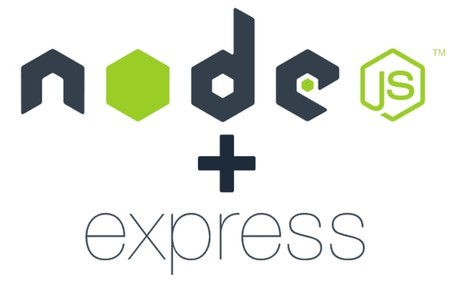 node JS™
+
express